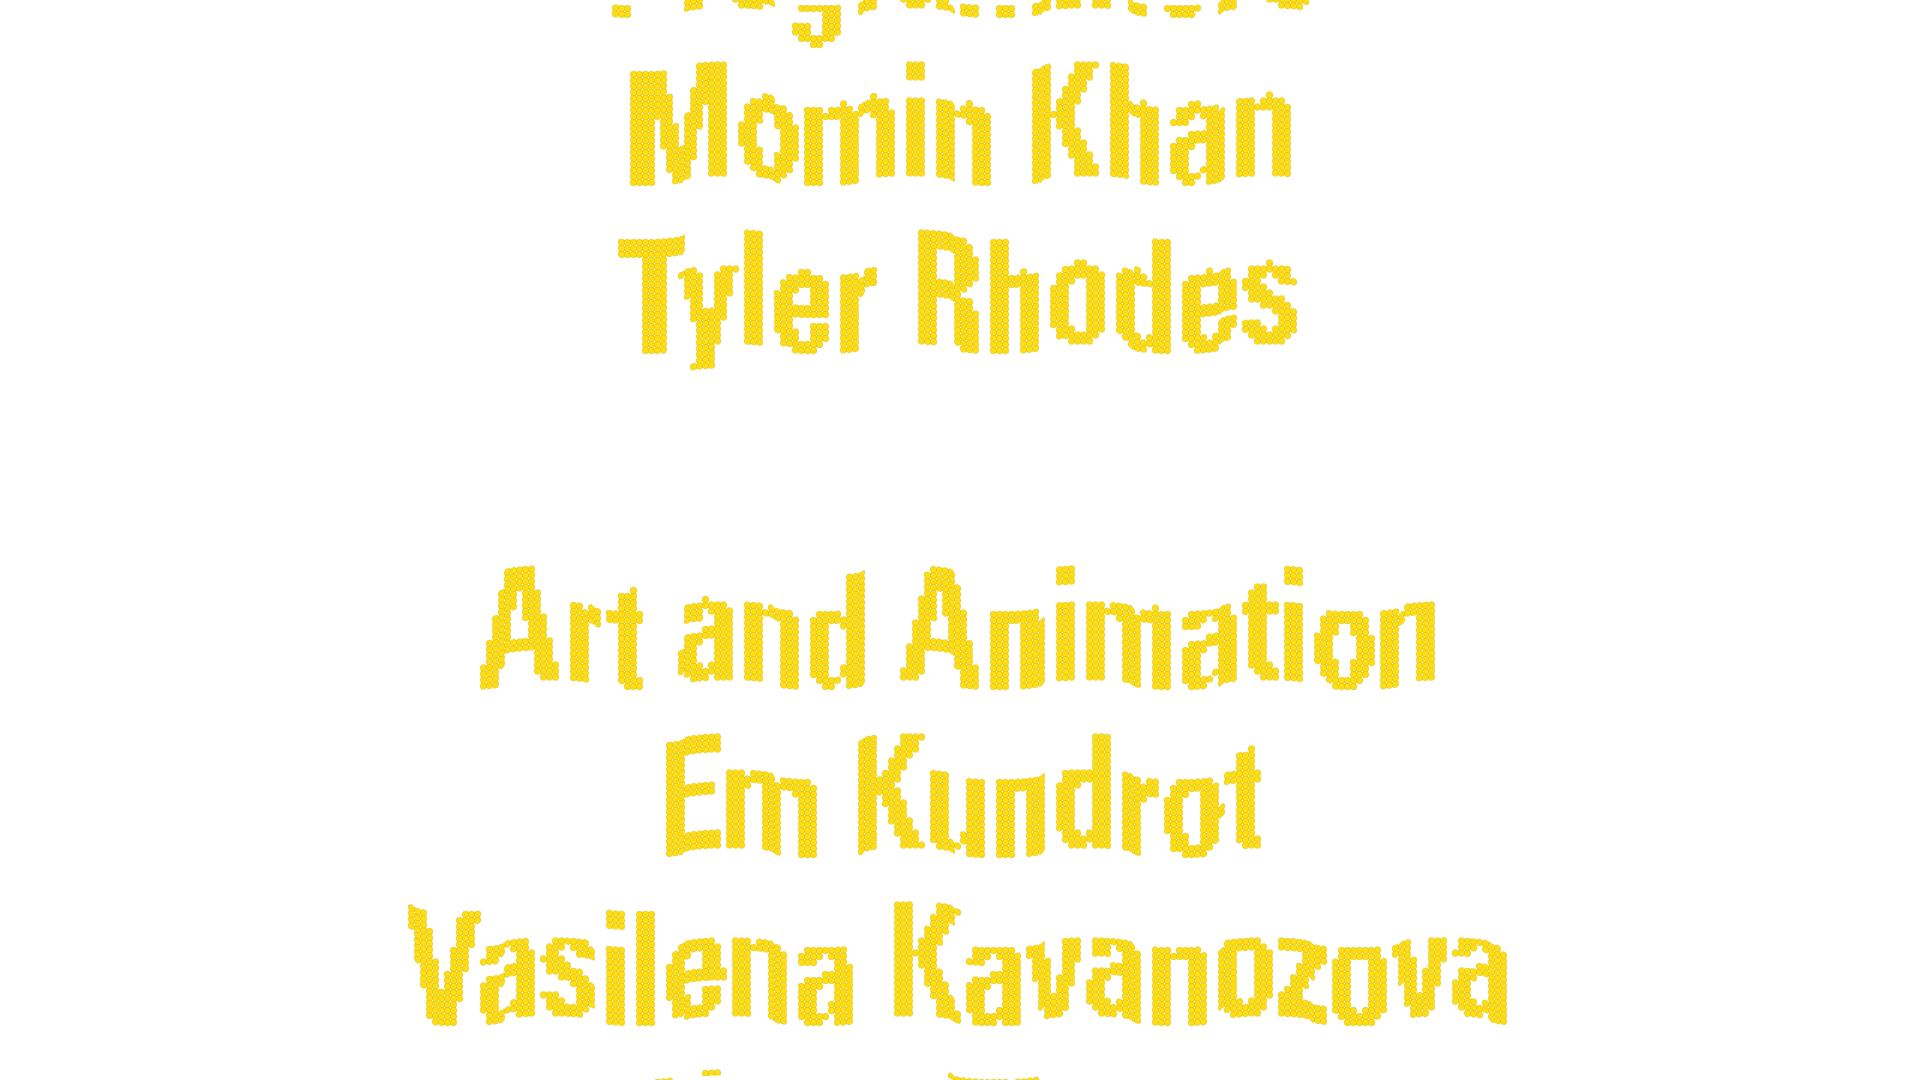 Momin Khan
Tyler Rhodes
Art and Animation
Em Kundrot
Vasilena Kavanozova